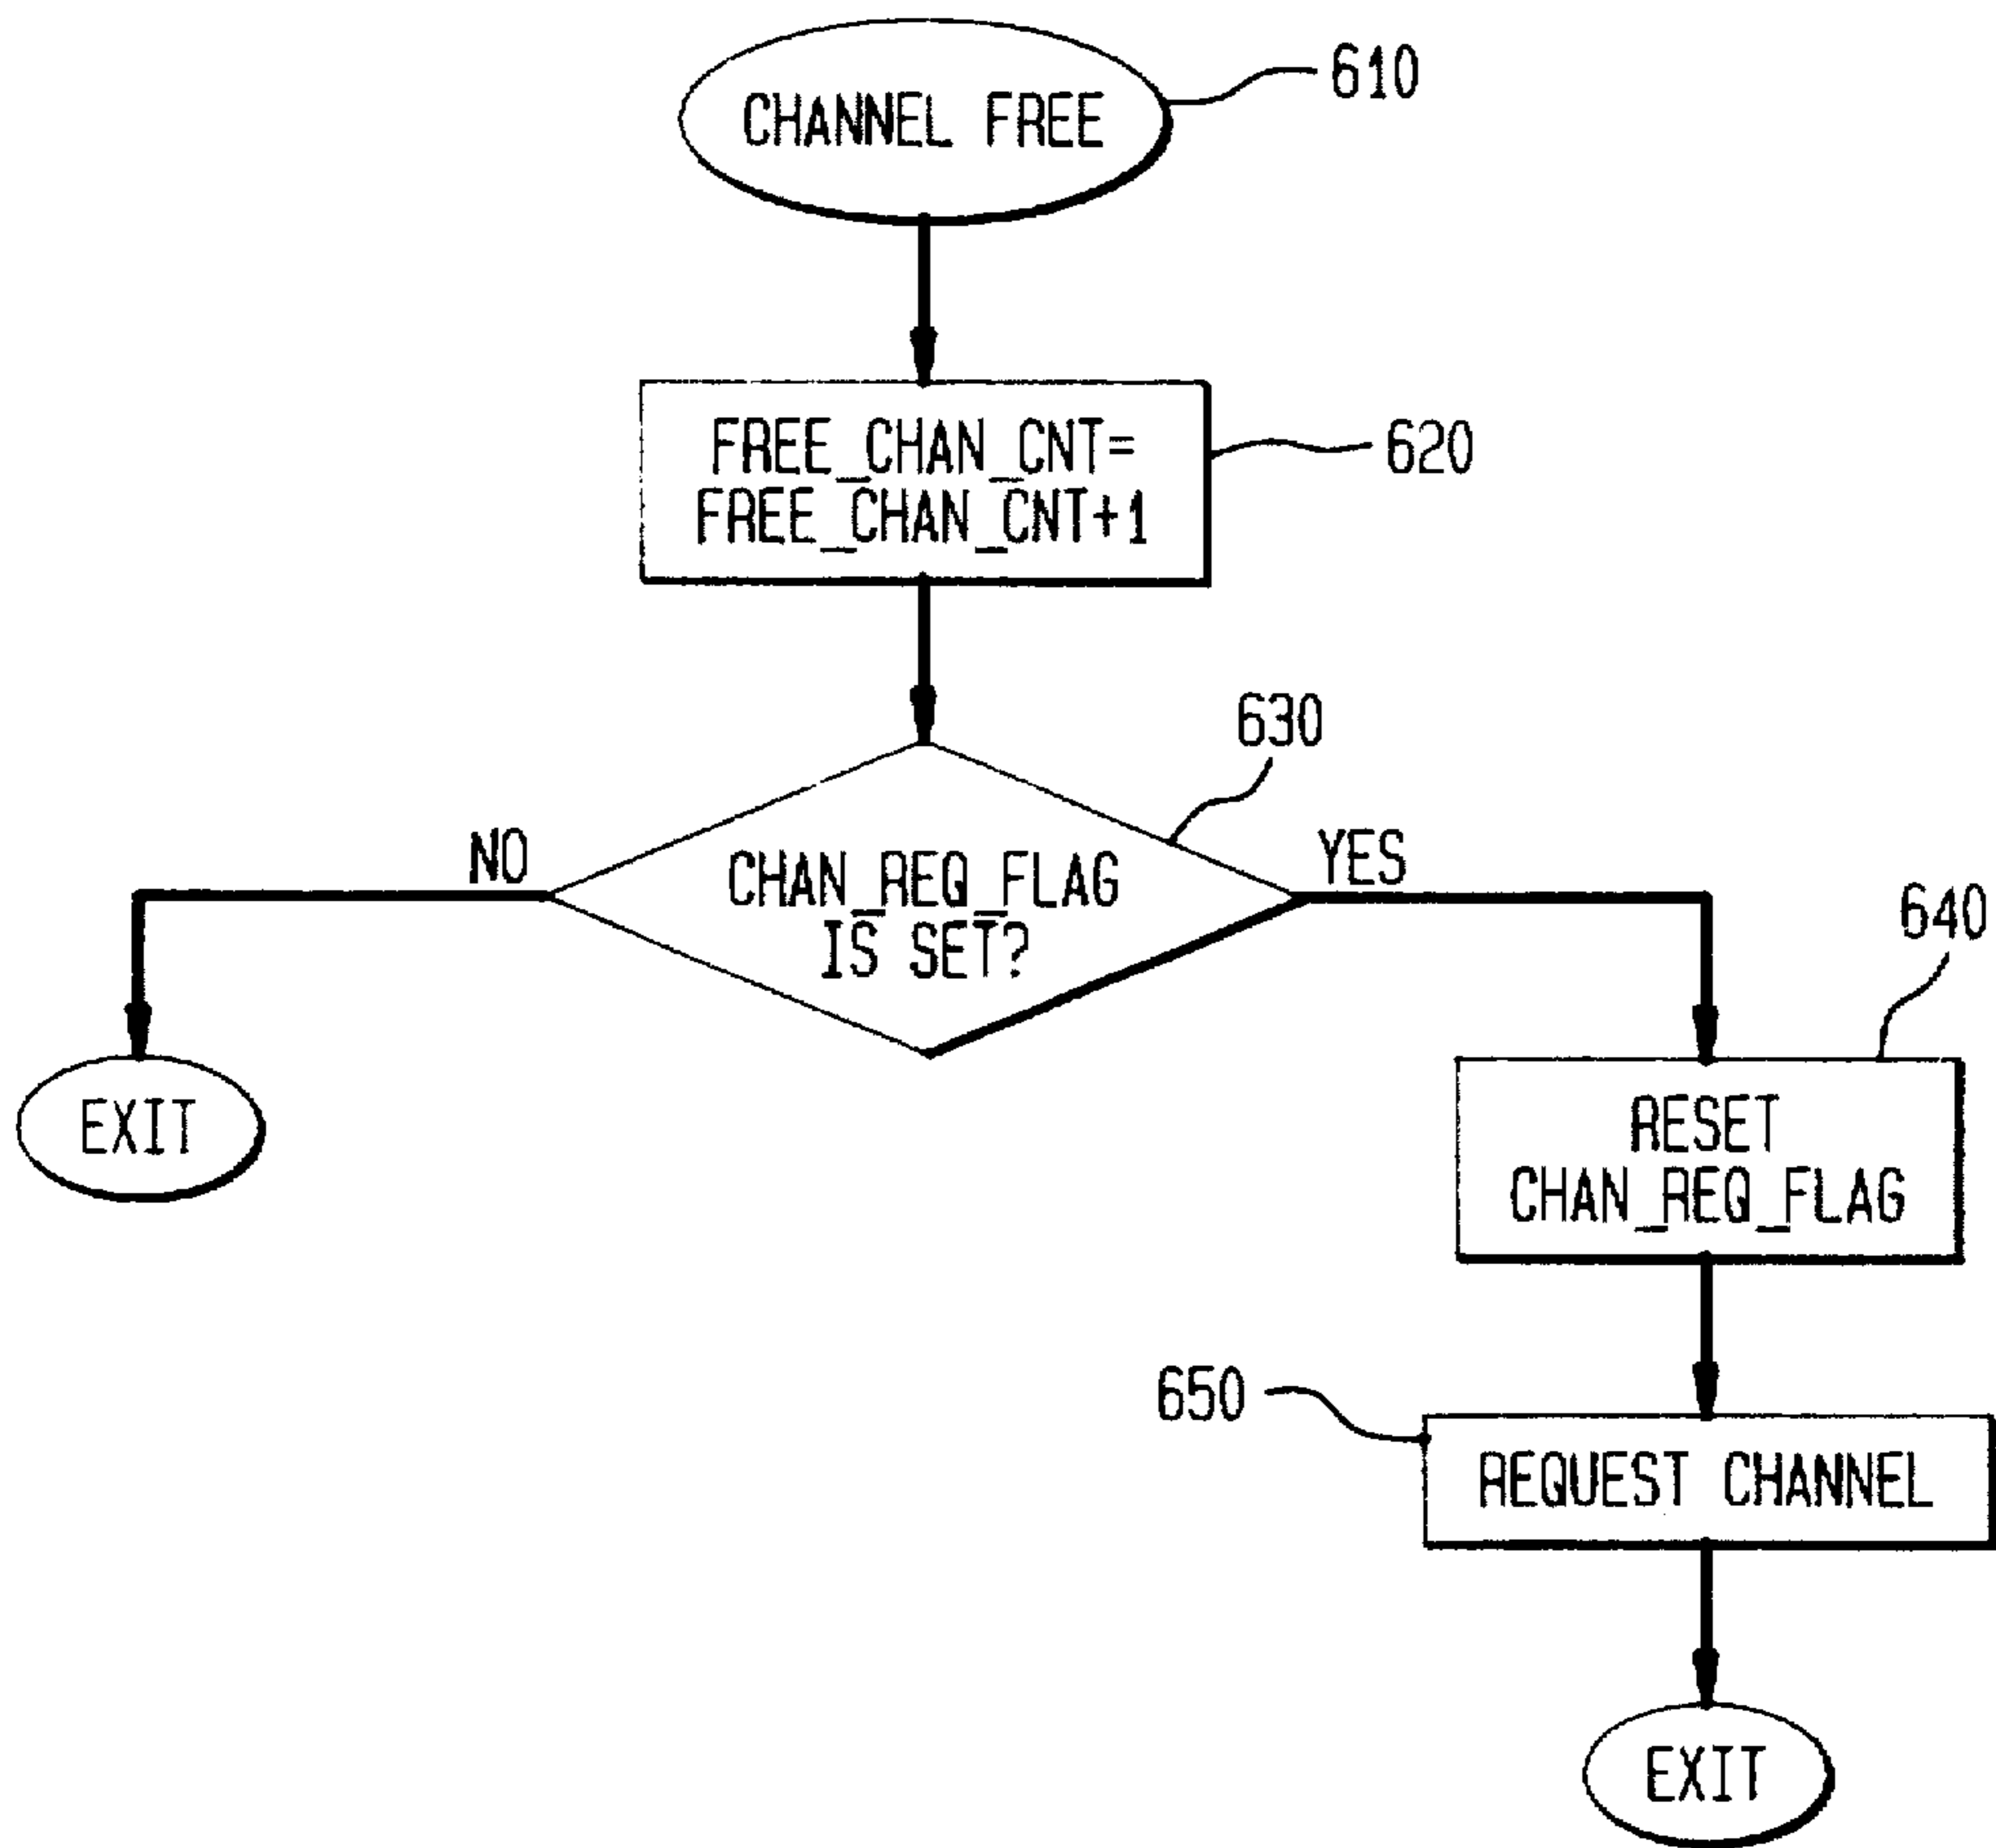 CHANNEL FREE
610
FREE_CHAN_CNT=
FREE_CHAN_CNT+1
620
630
NO
CHAN_REQ_FLAG
IS SET?
YES
640
EXIT
RESET
CHAN_REQ_FLAG
650
REQUEST CHANNEL
EXIT